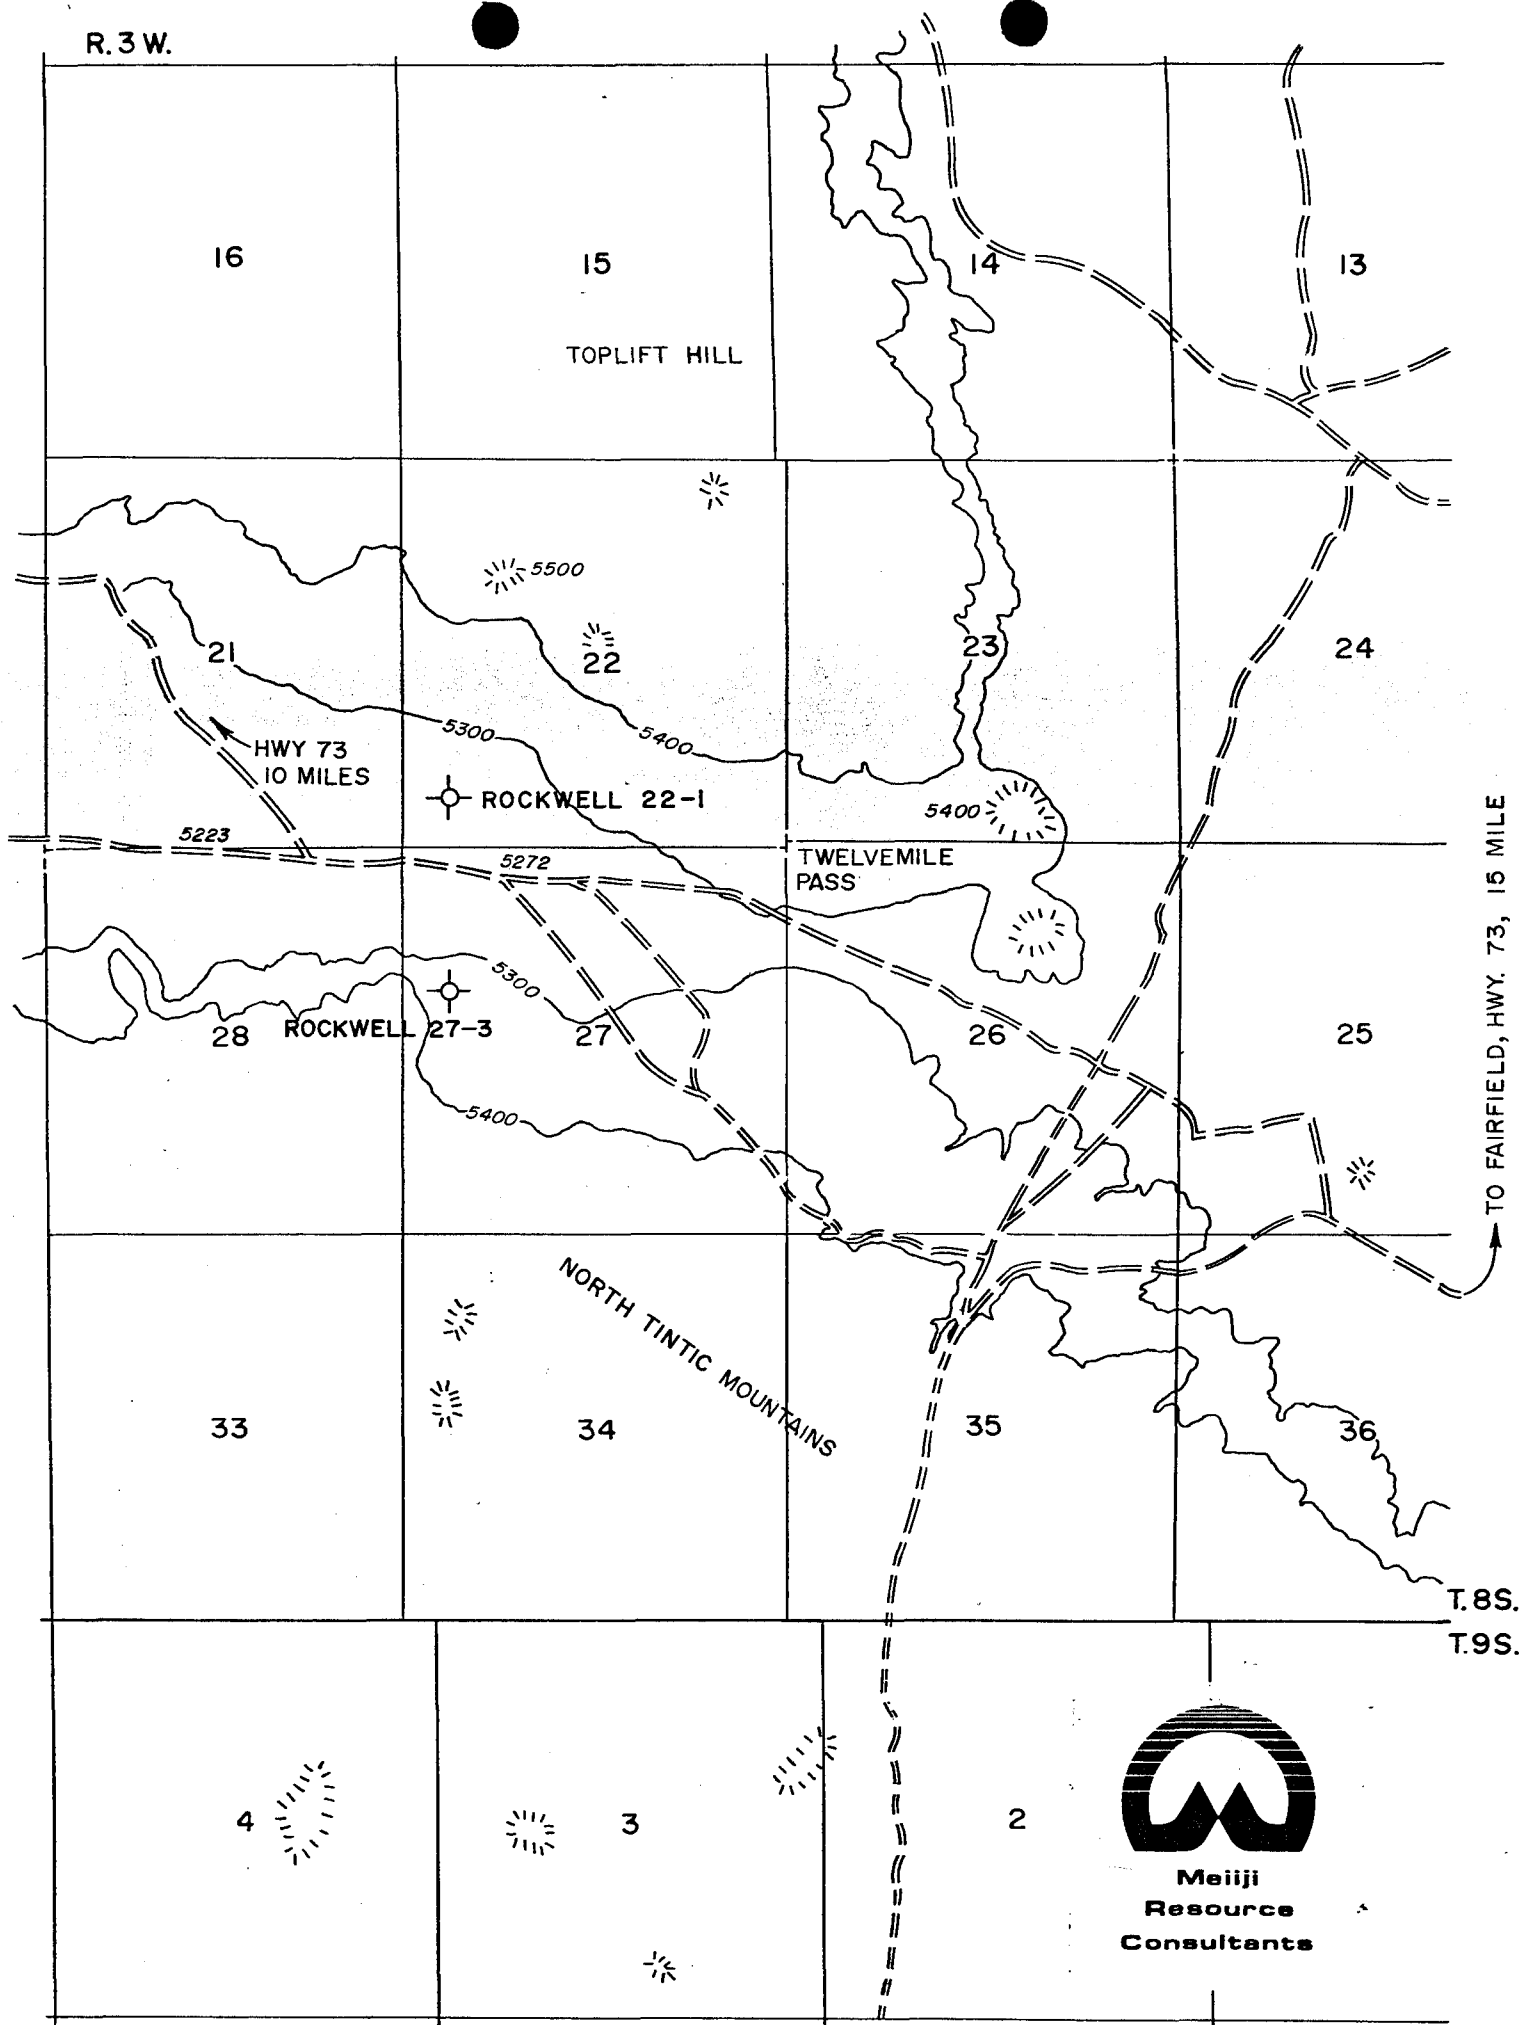 R. 3 W.
16
15
14
13
TOPLIFT HILL
5500
21
22
23
24
5300
5400
HWY 73
10 MILES
ROCKWELL 22-1
5400
5223
5272
TWELVEMILE
PASS
5300
28
ROCKWELL 27-3
27
26
25
5400
TO FAIRFIELD, HWY. 73, 15 MILE
NORTH TINTIC MOUNTAINS
33
34
35
36
T.8S.
T.9S.
4
3
2
Meiiji
Resource
Consultants